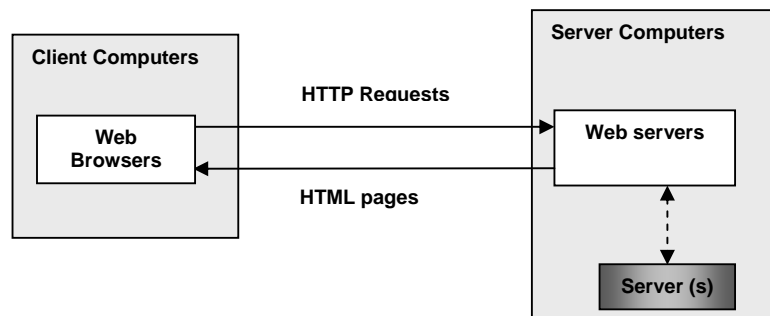 Server Computers
Client Computers
HTTP Requests
Web
Browsers
Web servers
HTML pages
Server (s)